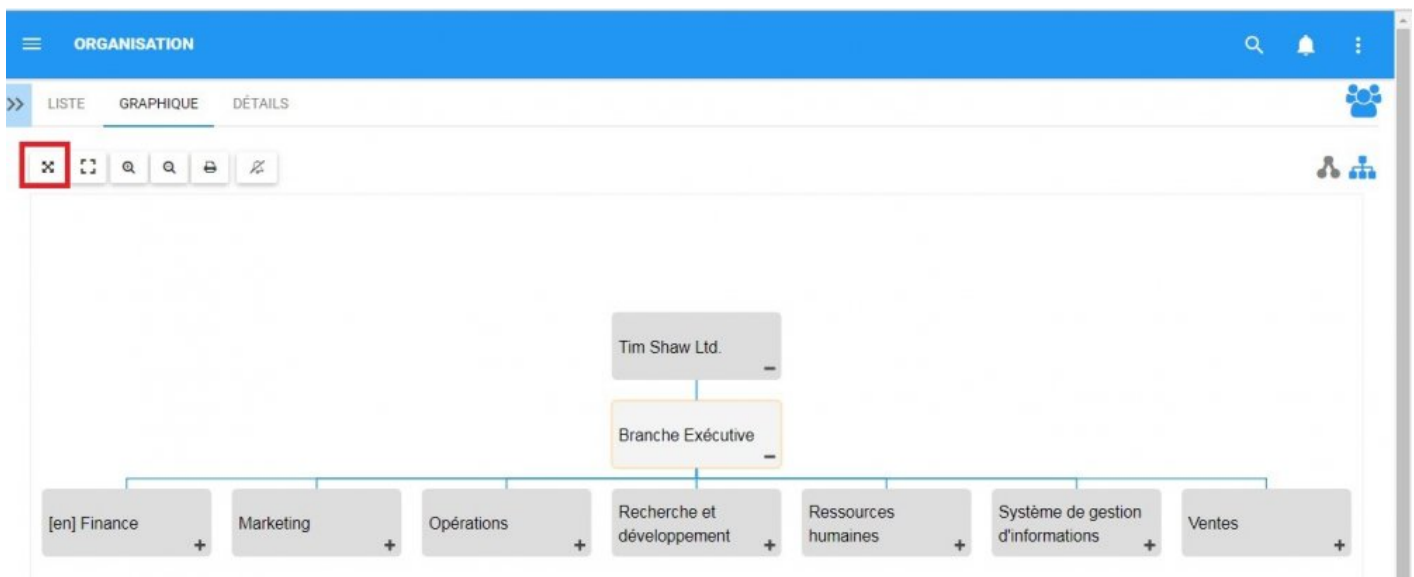 ORGANISATION
LISTE GRAPHIQUE DÉTAILS
Tim Shaw Ltd.
Branche Exécutive
[en] Finance
Marketing
Opérations
Recherche et
développement
Ressources
humaines
Système de gestion
d'informations
Ventes